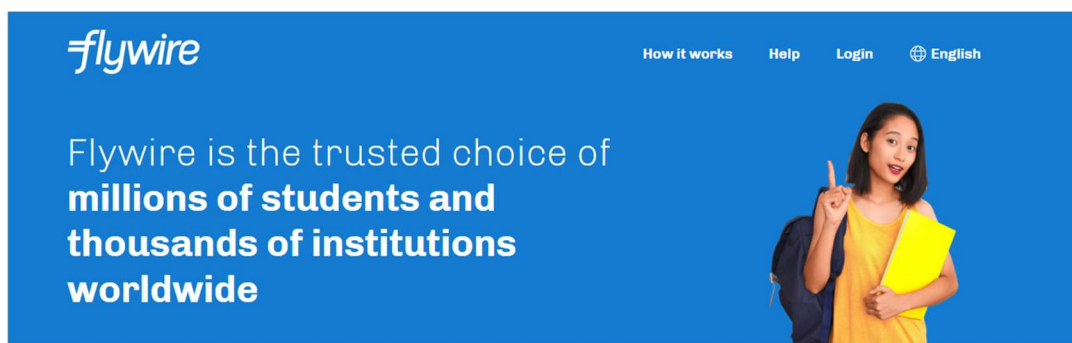 flywire
How it works Help Login English
Flywire is the trusted choice of
millions of students and
thousands of institutions
worldwide